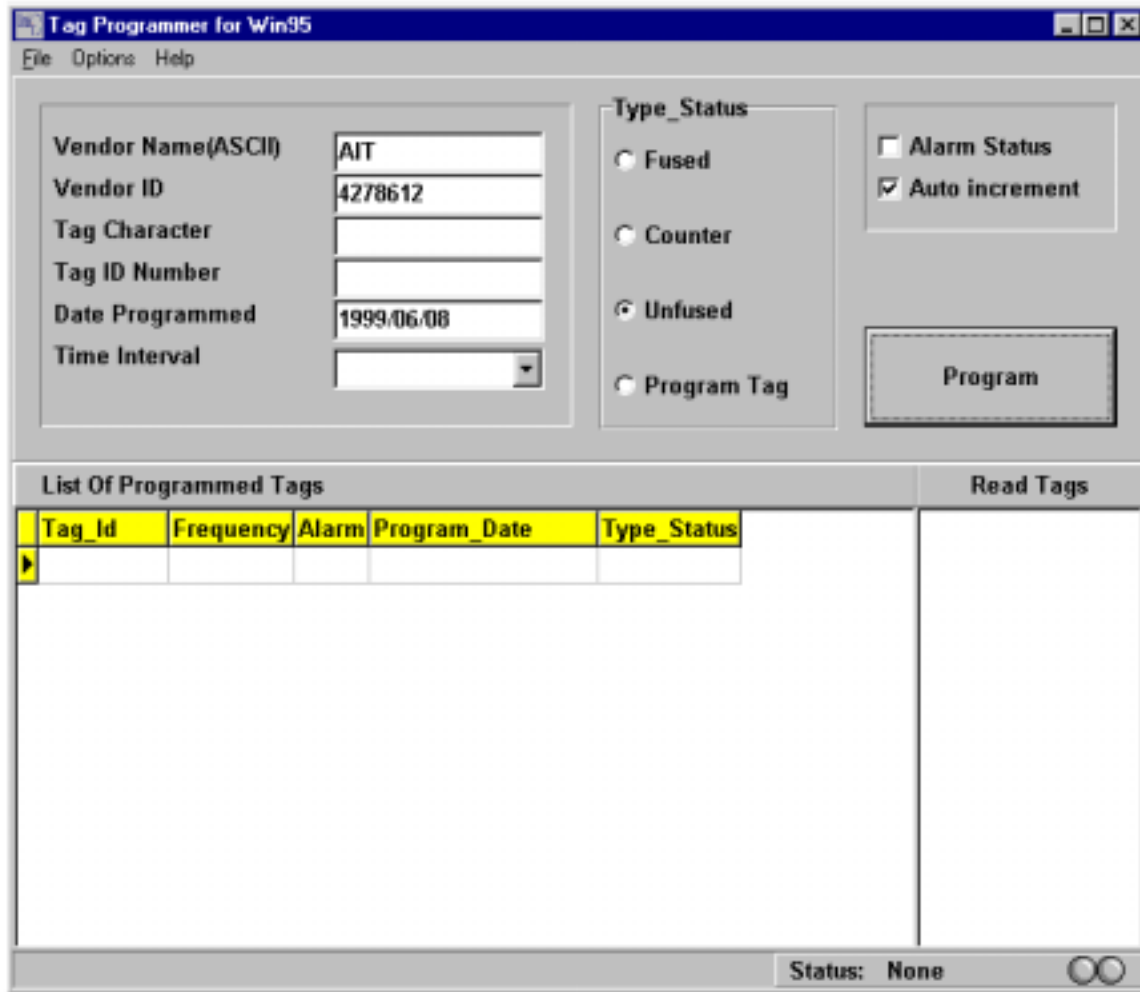 Tag Programmer for Win95
File Options Help
Vendor Name(ASCII) AIT
Vendor ID 4278612
Tag Character
Tag ID Number
Date Programmed 1999/06/08
Time Interval
Type_Status
Fused
Counter
Unfused
Program Tag
Alarm Status
Auto increment
Program
List Of Programmed Tags
Tag_Id Frequency Alarm Program_Date Type_Status
Read Tags
Status: None